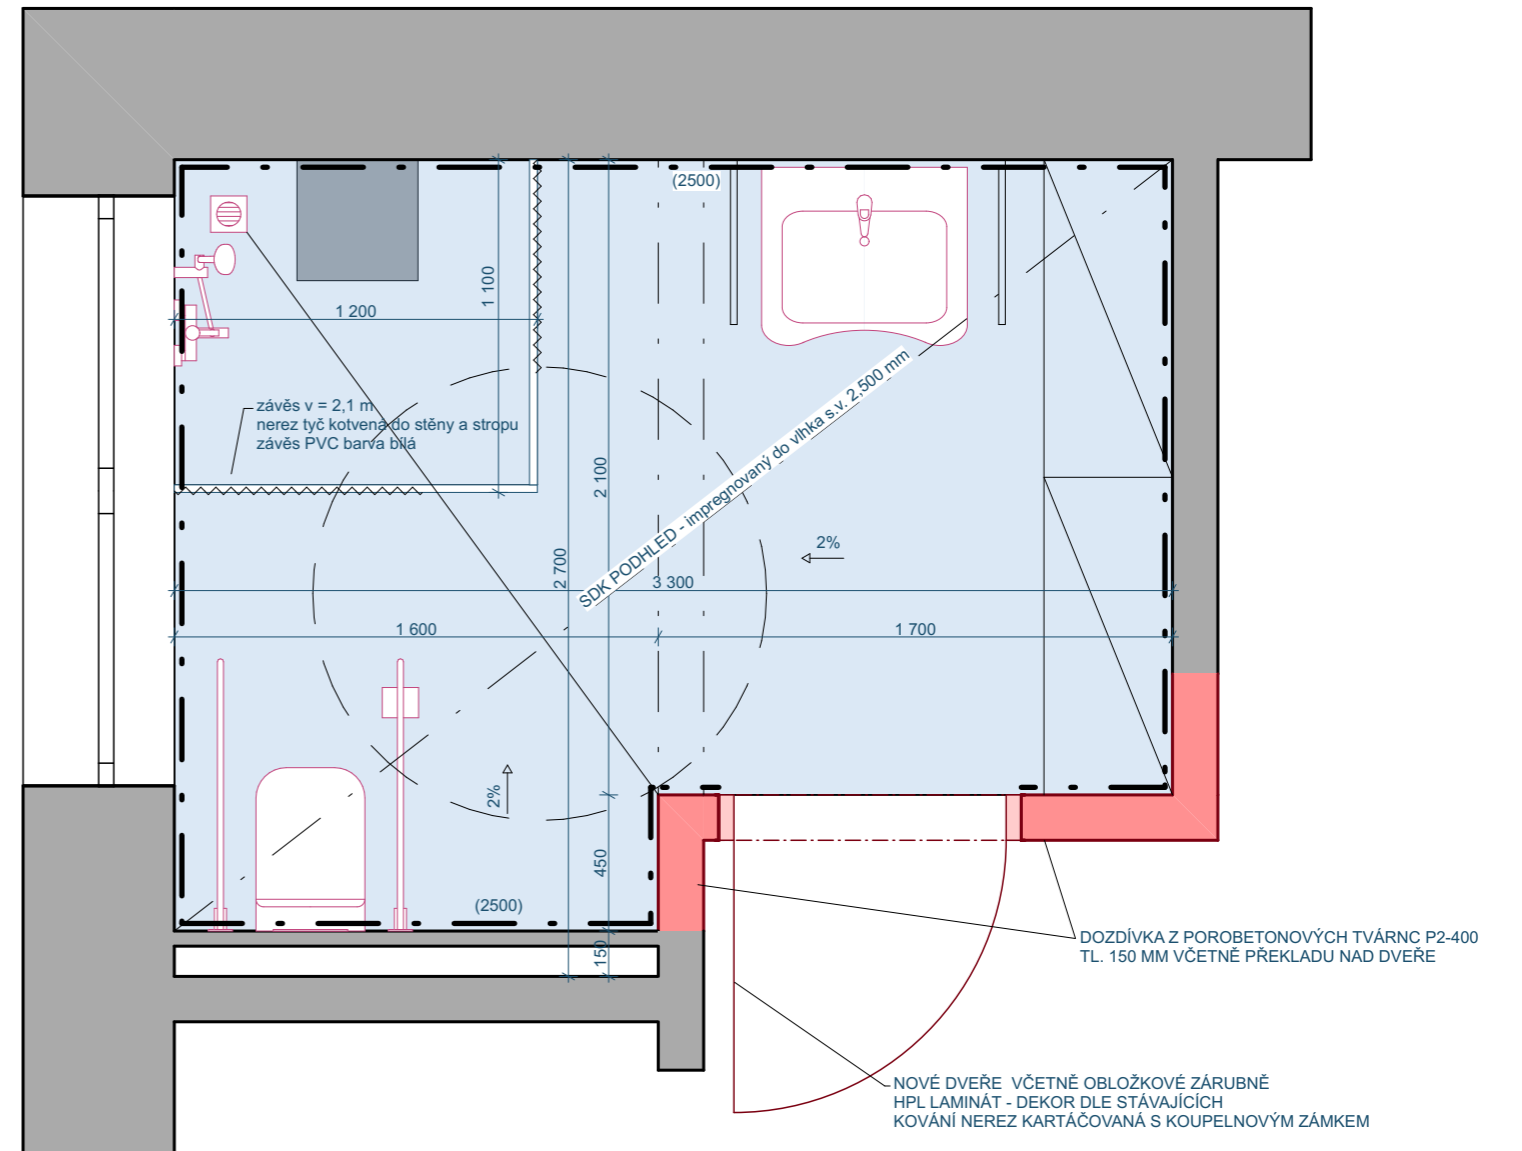 (2500)
1 100
1 200
závěs v = 2,1 m
nerez tyč kotvená do stěny a stropu
závěs PVC barva bílá
2 100
SDK PODHLED - impregnovaný do vlhka s.v. 2,500 mm
2%
2 700
3 300
1 600
1 700
2%
450
(2500)
150
DOZDÍVKA Z POROBETONOVÝCH TVÁRNC P2-400
TL. 150 MM VČETNĚ PŘEKLADU NAD DVEŘE
NOVÉ DVEŘE VČETNĚ OBLOŽKOVÉ ZÁRUBNĚ
HPL LAMINÁT - DEKOR DLE STÁVAJÍCÍCH
KOVÁNÍ NEREZ KARTÁČOVANÁ S KOUPELNOVÝM ZÁMKEM